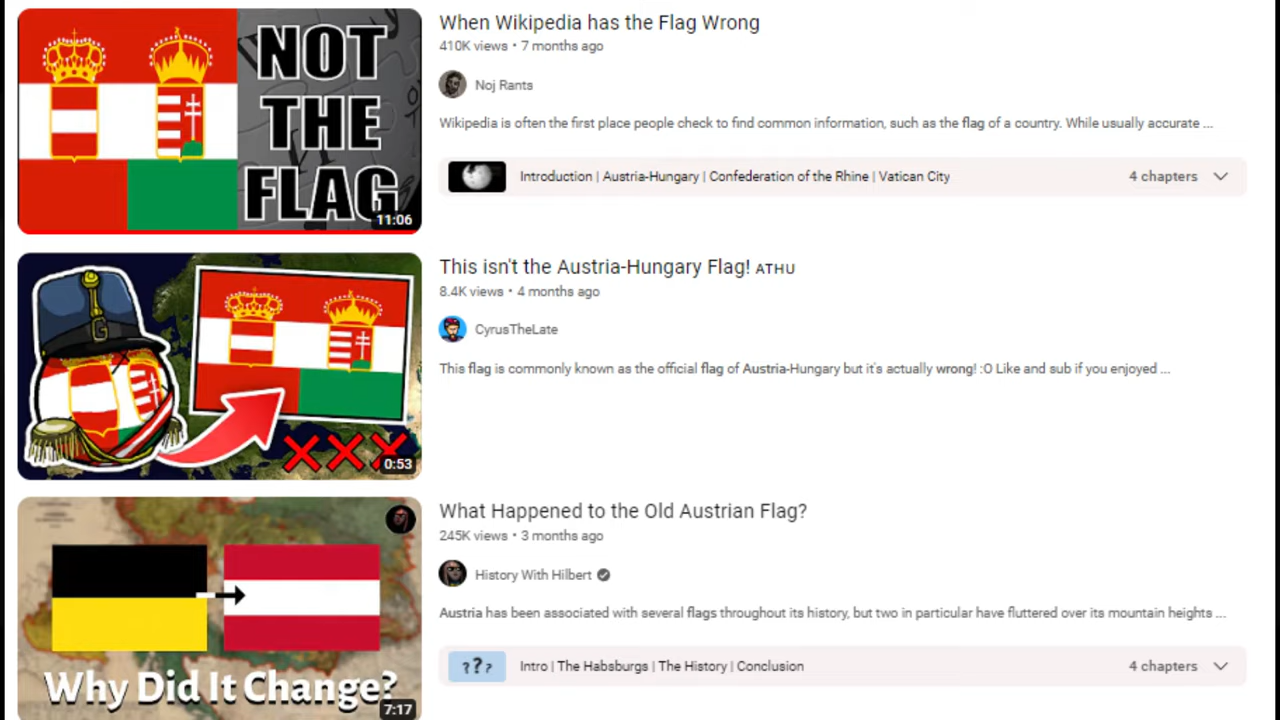 NOT
THE
FLAG
11:06
When Wikipedia has the Flag Wrong
410K views • 7 months ago
Noj Rants
Wikipedia is often the first place people check to find common information, such as the flag of a country. While usually accurate ...
Introduction | Austria-Hungary | Confederation of the Rhine | Vatican City
4 chapters
G
0:53
This isn't the Austria-Hungary Flag! ATHU
8.4K views • 4 months ago
CyrusTheLate
This flag is commonly known as the official flag of Austria-Hungary but it's actually wrong! :O Like and sub if you enjoyed ...
Why Did It Change?
7:17
What Happened to the Old Austrian Flag?
245K views • 3 months ago
History With Hilbert
Austria has been associated with several flags throughout its history, but two in particular have fluttered over its mountain heights ...
???
Intro | The Habsburgs | The History | Conclusion
4 chapters